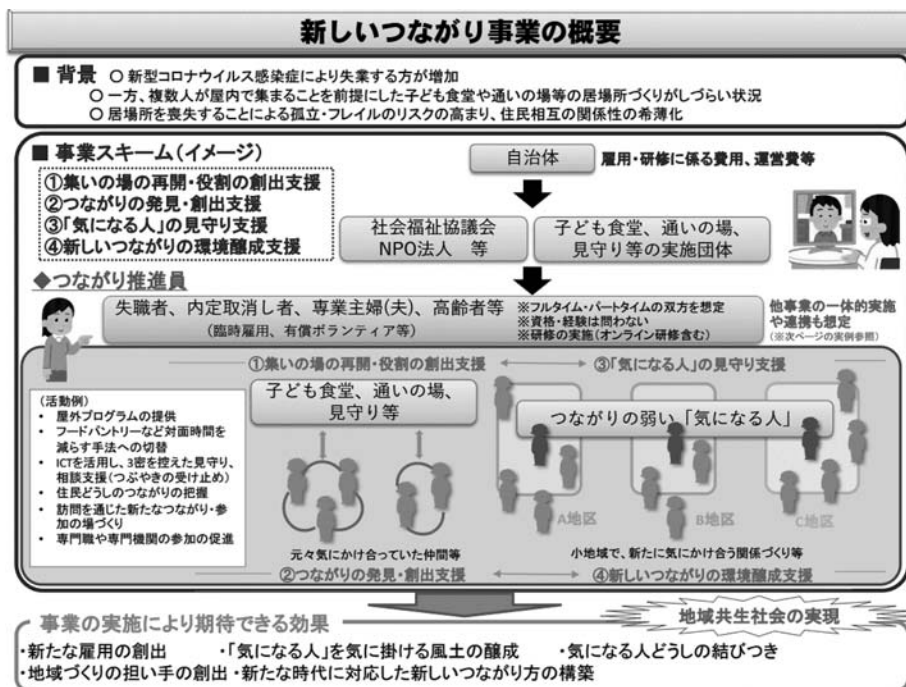 新しいつながり事業の概要
■ 背景 ○ 新型コロナウイルス感染症により失業する方が増加
○ 一方、複数人が屋内で集まることを前提にした子ども食堂や通いの場等の居場所づくりがしづらい状況
○ 居場所を喪失することによる孤立・フレイルのリスクの高まり、住民相互の関係性の希薄化
■ 事業スキーム(イメージ)
①集いの場の再開・役割の創出支援
②つながりの発見・創出支援
③「気になる人」の見守り支援
④新しいつながりの環境醸成支援
自治体
雇用・研修に係る費用、運営費等
社会福祉協議会
NPO法人 等
子ども食堂、通いの場、
見守り等の実施団体
◆つながり推進員
失職者、内定取消し者、専業主婦(夫)、高齢者等
(臨時雇用、有償ボランティア等)
※フルタイム・パートタイムの双方を想定
※資格・経験は問わない
※研修の実施(オンライン研修含む)
他事業の一体的実施
や連携も想定
(※次ページの実例参照)
①集いの場の再開・役割の創出支援
③「気になる人」の見守り支援
(活動例)
・ 屋外プログラムの提供
・ フードパントリーなど対面時間を
減らす手法への切替
・ ICTを活用し、3密を控えた見守り、
相談支援(つぶやきの受け止め)
・ 住民どうしのつながりの把握
・ 訪問を通じた新たなつながり・参
加の場づくり
・ 専門職や専門機関の参加の促進
子ども食堂、通いの場、
見守り等
つながりの弱い「気になる人」
A地区
B地区
C地区
元々気にかけ合っていた仲間等
小地域で、新たに気にかけ合う関係づくり等
②つながりの発見・創出支援
④新しいつながりの環境醸成支援
地域共生社会の実現
事業の実施により期待できる効果
・新たな雇用の創出 ・「気になる人」を気に掛ける風土の醸成 ・気になる人どうしの結びつき
・地域づくりの担い手の創出 ・新たな時代に対応した新しいつながり方の構築